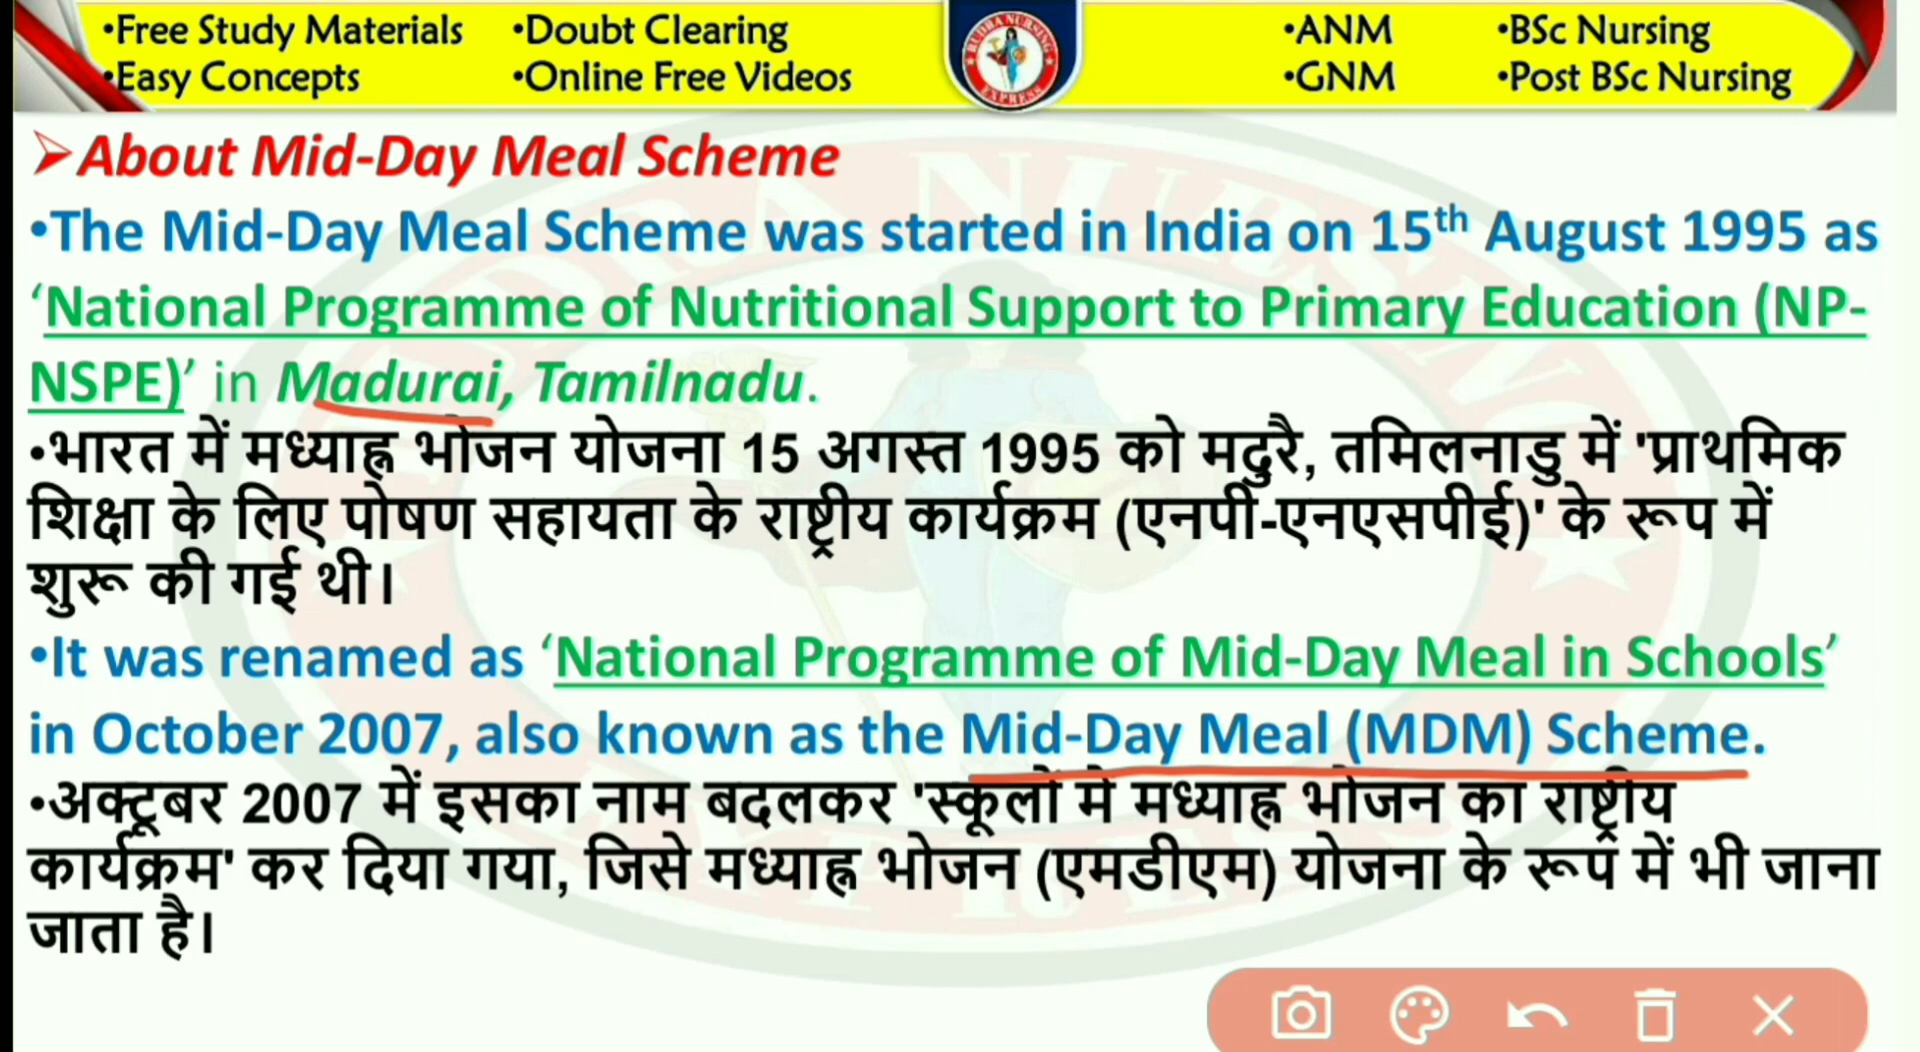 •Free Study Materials •Doubt Clearing •ANM •BSc Nursing
•Easy Concepts •Online Free Videos •GNM •Post BSc Nursing
RUDRA NURSING
EXPRESS
➢About Mid-Day Meal Scheme
•The Mid-Day Meal Scheme was started in India on 15th August 1995 as
‘National Programme of Nutritional Support to Primary Education (NP-
NSPE)’ in Madurai, Tamilnadu.
•भारत में मध्याह्न भोजन योजना 15 अगस्त 1995 को मदुरै, तमिलनाडु में 'प्राथमिक
शिक्षा के लिए पोषण सहायता के राष्ट्रीय कार्यक्रम (एनपी-एनएसपीई)' के रूप में
शुरू की गई थी।
•It was renamed as ‘National Programme of Mid-Day Meal in Schools’
in October 2007, also known as the Mid-Day Meal (MDM) Scheme.
•अक्टूबर 2007 में इसका नाम बदलकर 'स्कूलों में मध्याह्न भोजन का राष्ट्रीय
कार्यक्रम' कर दिया गया, जिसे मध्याह्न भोजन (एमडीएम) योजना के रूप में भी जाना
जाता है।